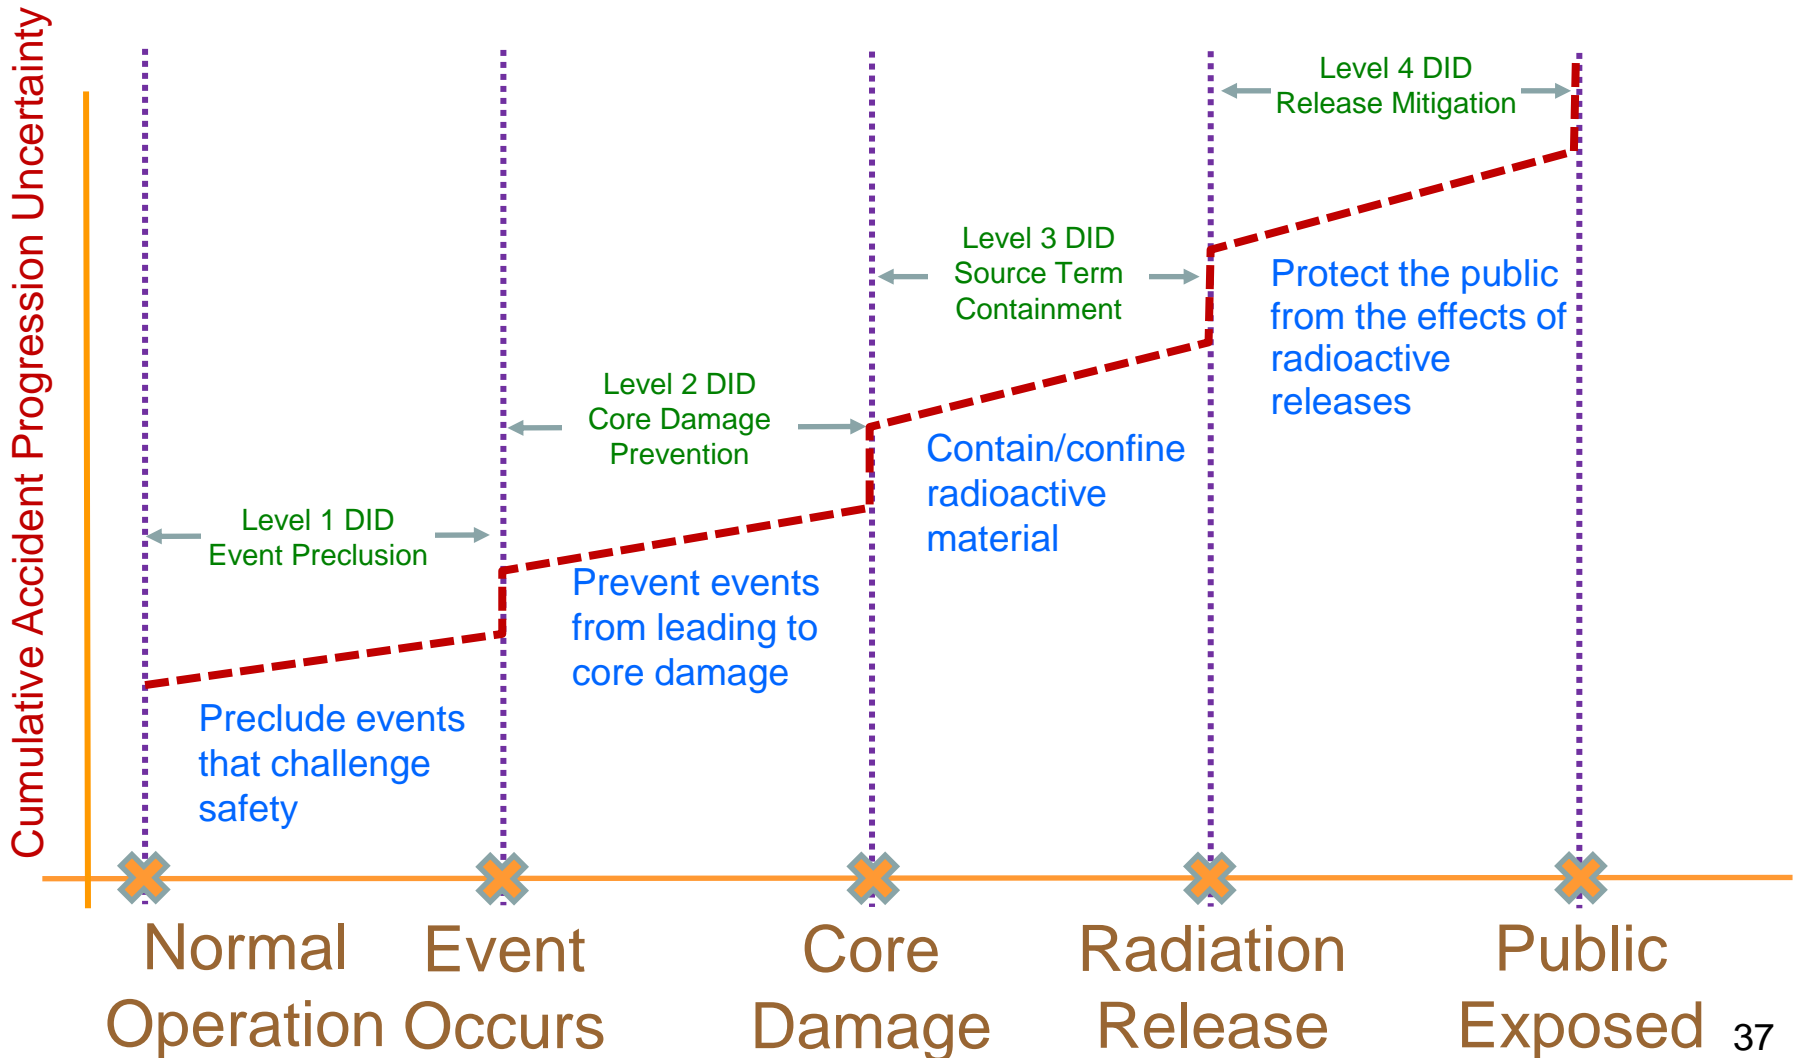 Cumulative Accident Progression Uncertainty
Level 4 DID
Release Mitigation
Level 3 DID
Source Term
Containment
Protect the public
from the effects of
radioactive
releases
Level 2 DID
Core Damage
Prevention
Contain/confine
radioactive
material
Level 1 DID
Event Preclusion
Prevent events
from leading to
core damage
Preclude events
that challenge
safety
Normal
Operation
Event
Occurs
Core
Damage
Radiation
Release
Public
Exposed
37